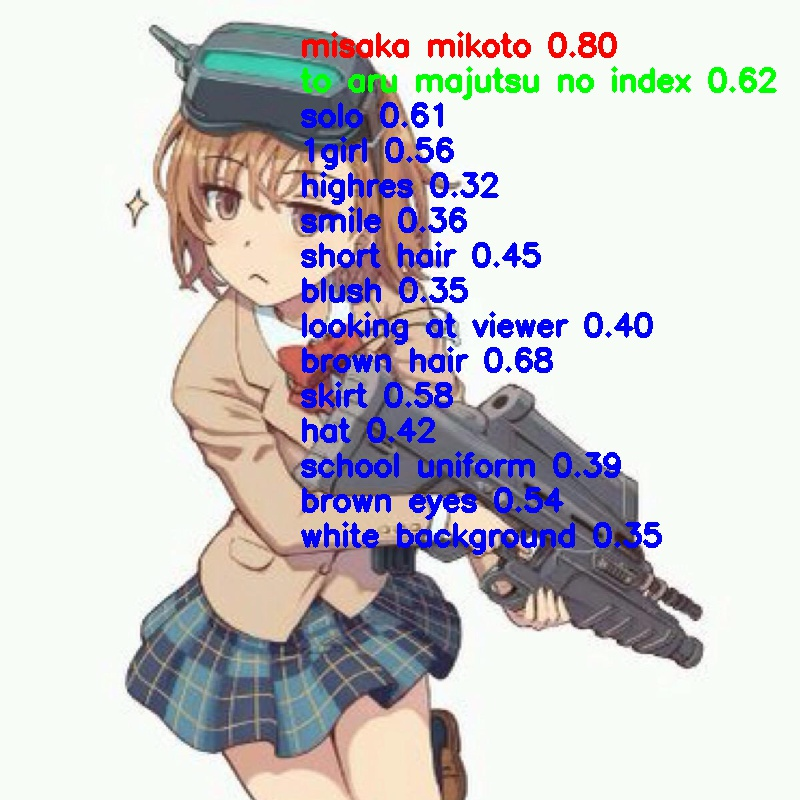 misaka mikoto 0.80
to aru majutsu no index 0.62
solo 0.61
1girl 0.56
highres 0.32
smile 0.36
short hair 0.45
blush 0.35
looking at viewer 0.40
brown hair 0.68
skirt 0.58
hat 0.42
school uniform 0.39
brown eyes 0.54
white background 0.35